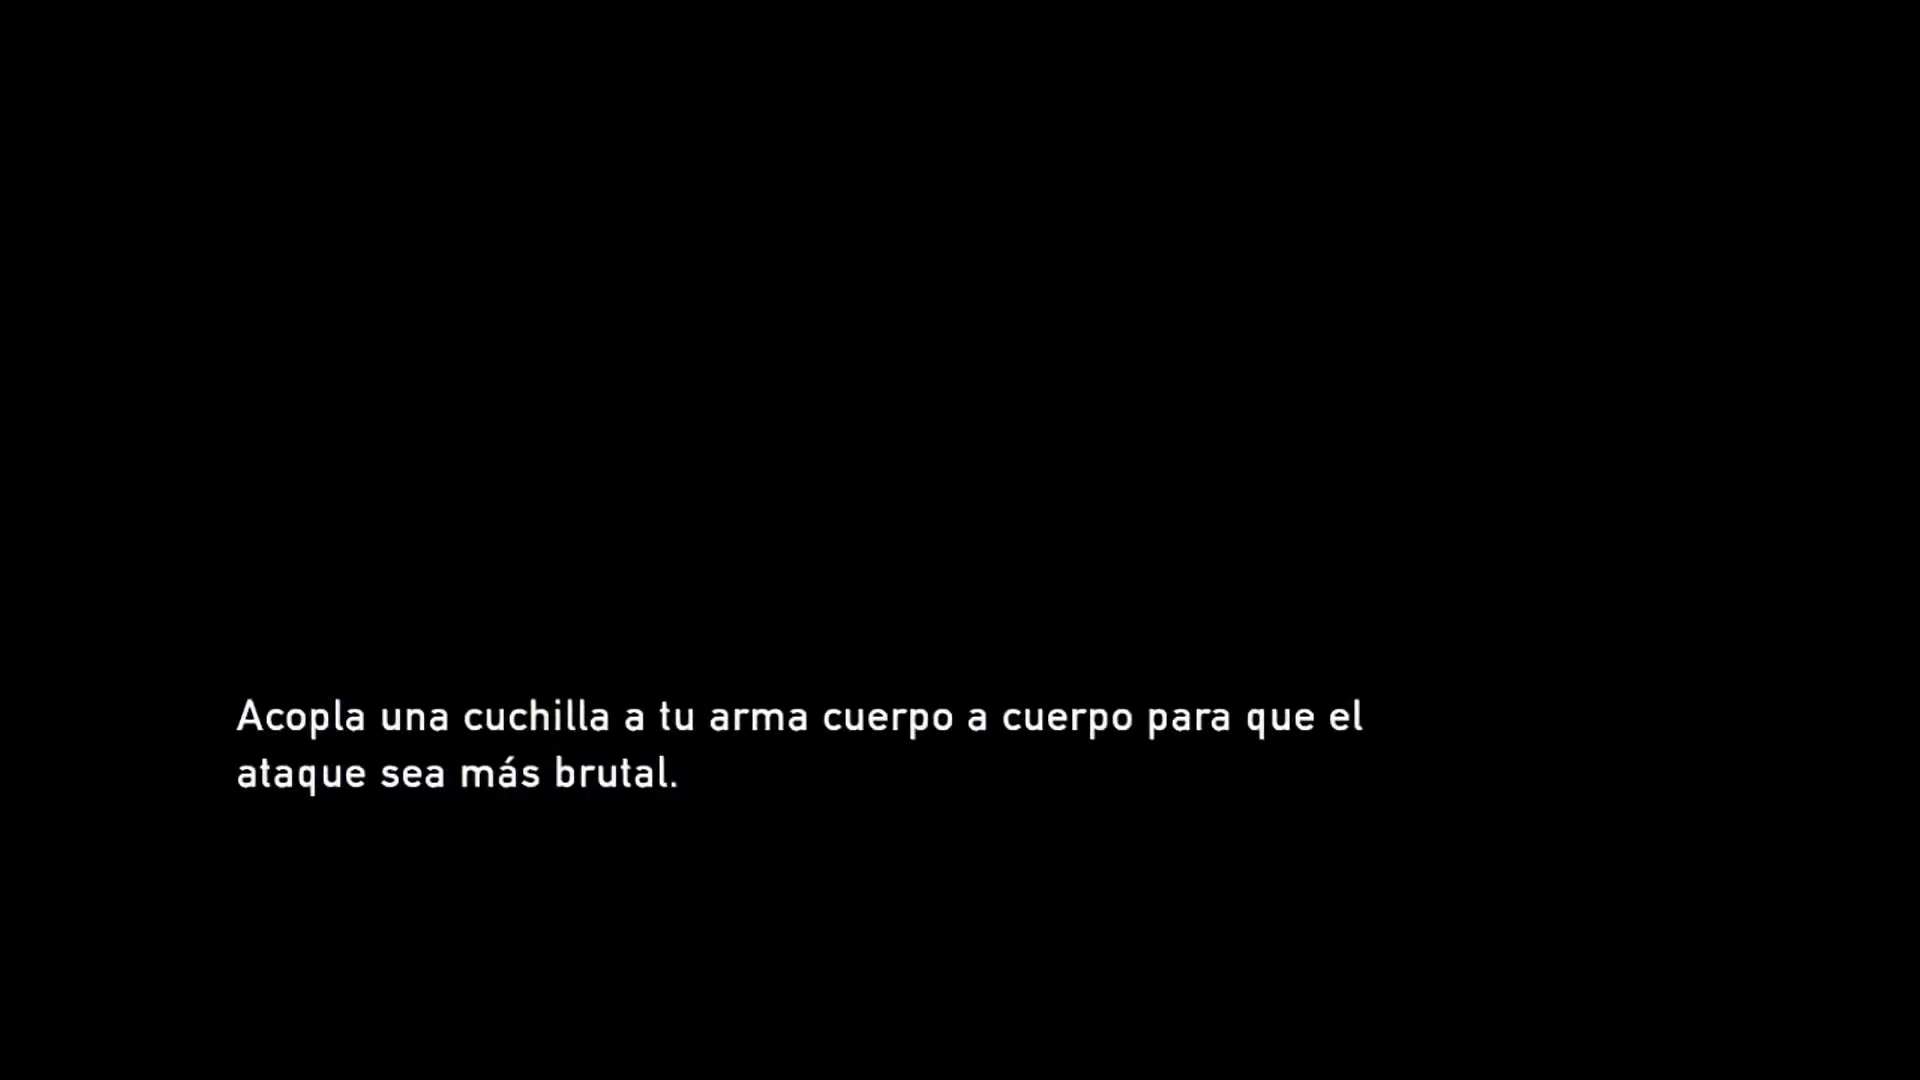 Acopla una cuchilla a tu arma cuerpo a cuerpo para que el
ataque sea más brutal.